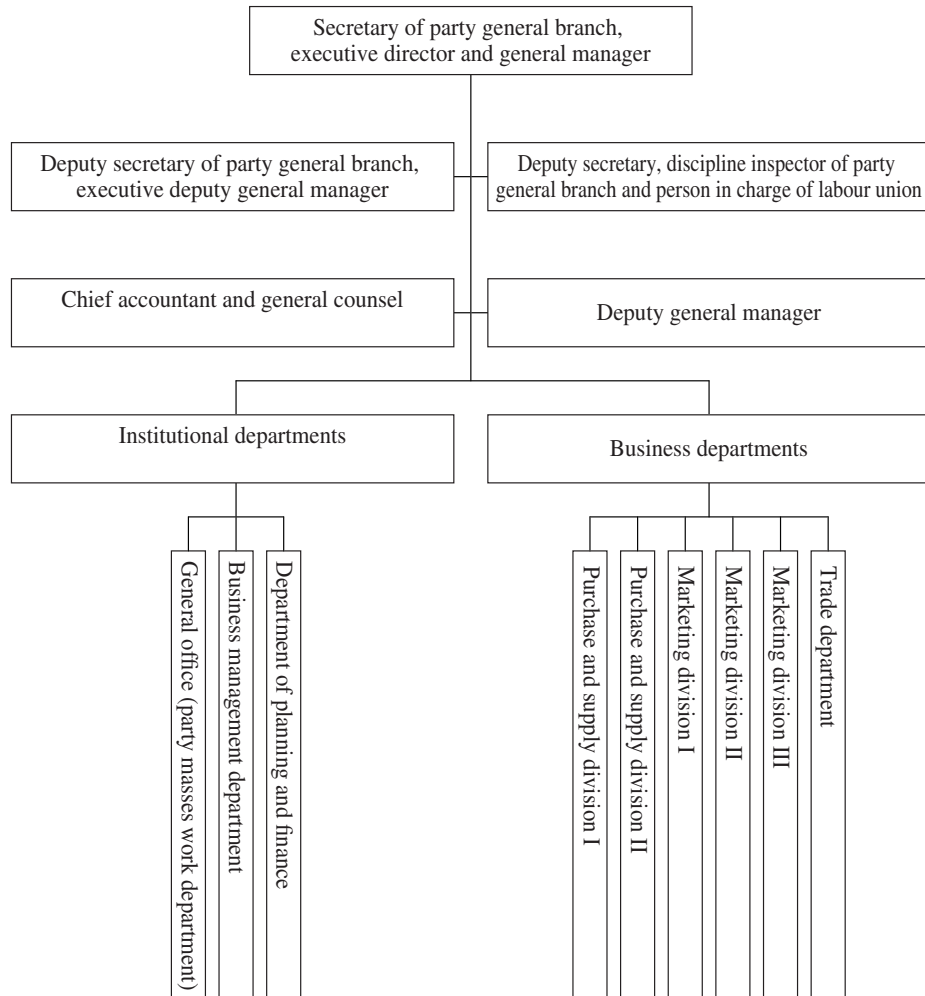 Secretary of party general branch,
executive director and general manager
Deputy secretary of party general branch,
executive deputy general manager
Deputy secretary, discipline inspector of party
general branch and person in charge of labour union
Chief accountant and general counsel
Deputy general manager
Institutional departments
Business departments
General office (party masses work department)
Business management department
Department of planning and finance
Purchase and supply division I
Purchase and supply division II
Marketing division I
Marketing division II
Marketing division III
Trade department